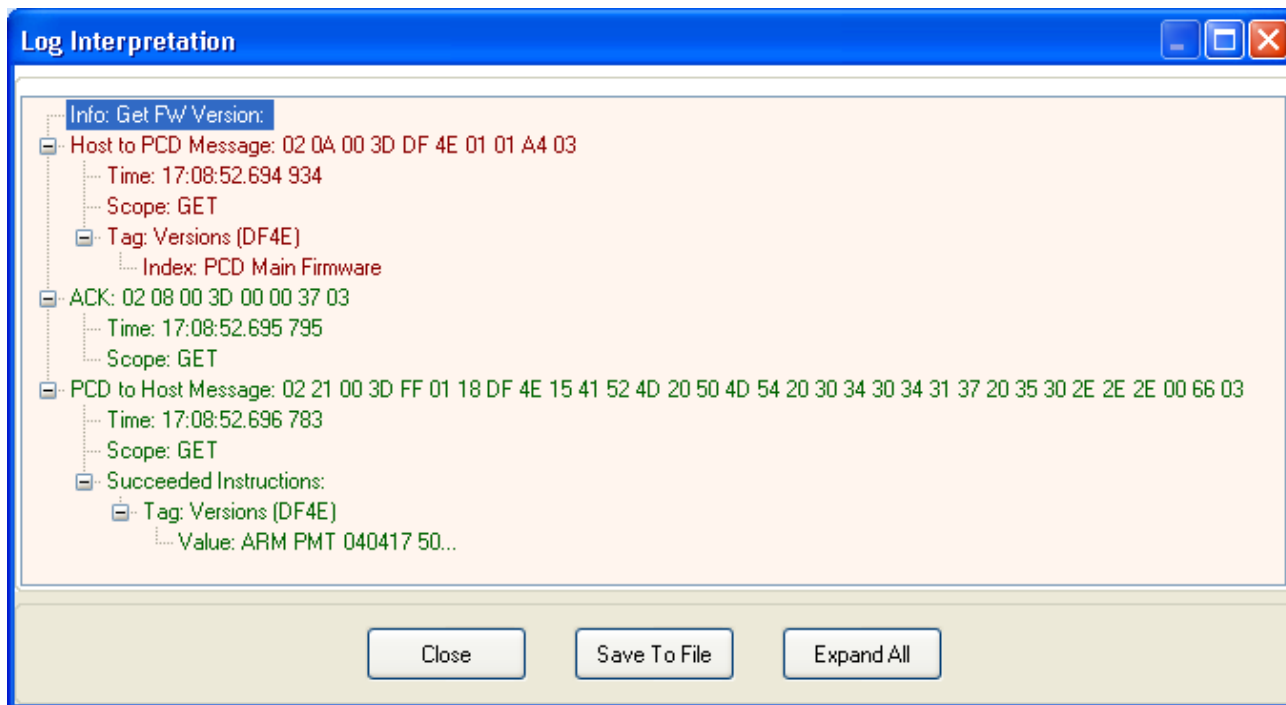 Log Interpretation
Info: Get FW Version:
Host to PCD Message: 02 0A 00 3D DF 4E 01 01 A4 03
Time: 17:08:52.694 934
Scope: GET
Tag: Versions (DF4E)
Index: PCD Main Firmware
ACK: 02 08 00 3D 00 00 37 03
Time: 17:08:52.695 795
Scope: GET
PCD to Host Message: 02 21 00 3D FF 01 18 DF 4E 15 41 52 4D 20 50 4D 54 20 30 34 30 34 31 37 20 35 30 2E 2E 2E 00 66 03
Time: 17:08:52.696 783
Scope: GET
Succeeded Instructions:
Tag: Versions (DF4E)
Value: ARM PMT 040417 50...
Close Save To File Expand All